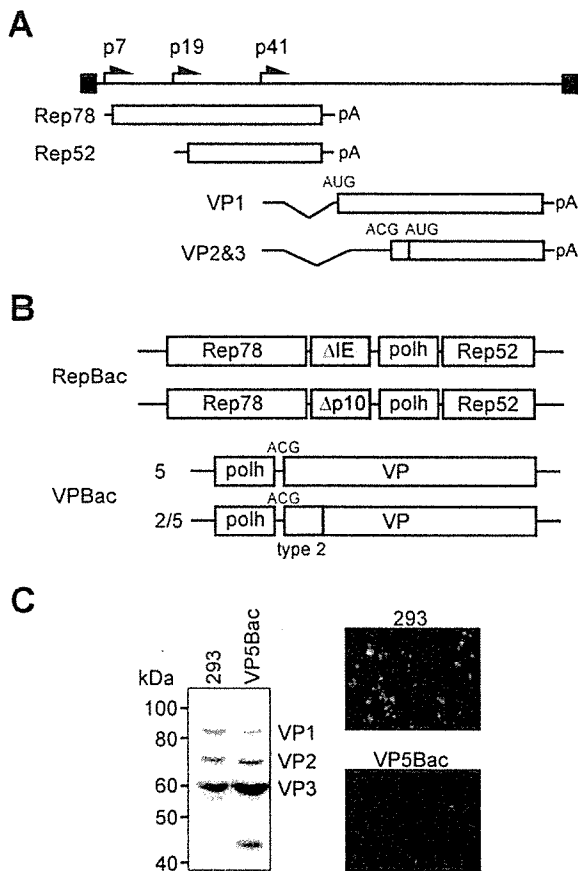 A
p7 p19 p41
Rep78 pA
Rep52 pA
AUG
VP1 pA
ACG AUG
VP2&3 pA
B
RepBac
Rep78 ΔIE polh Rep52
Rep78 Δp10 polh Rep52
VPBac
ACG
5 polh VP
ACG
2/5 polh VP
type 2
C
293
VP5Bac
kDa
100
80
60
50
40
VP1
VP2
VP3
293
VP5Bac